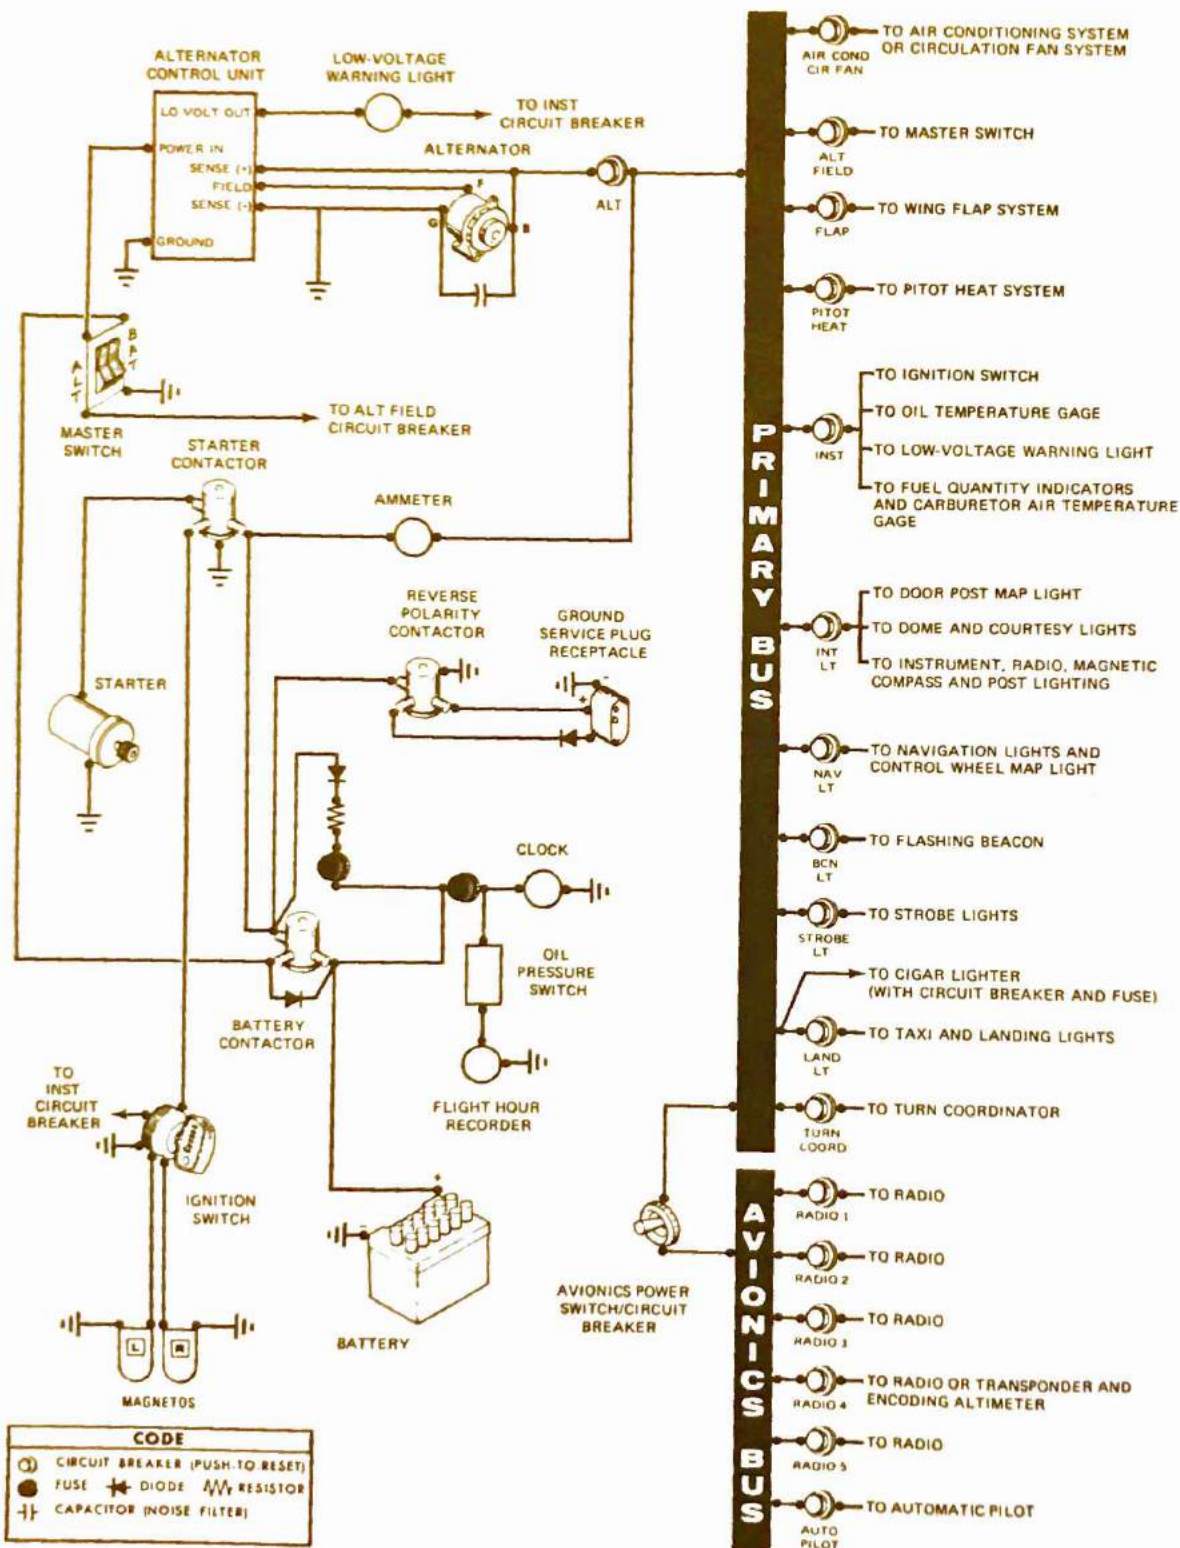 ALTERNATOR
CONTROL UNIT
LO VOLT OUT
POWER IN
SENSE (+)
FIELD
SENSE (-)
GROUND
LOW-VOLTAGE
WARNING LIGHT
TO INST
CIRCUIT BREAKER
ALTERNATOR
F
G
B
ALT
BAT
ALT
MASTER
SWITCH
TO ALT FIELD
CIRCUIT BREAKER
STARTER
CONTACTOR
AMMETER
REVERSE
POLARITY
CONTACTOR
GROUND
SERVICE PLUG
RECEPTACLE
-
+
STARTER
CLOCK
OIL
PRESSURE
SWITCH
BATTERY
CONTACTOR
FLIGHT HOUR
RECORDER
TO
INST
CIRCUIT
BREAKER
IGNITION
SWITCH
+
-
BATTERY
L
R
MAGNETOS
AVIONICS POWER
SWITCH/CIRCUIT
BREAKER
PRIMARY BUS
AIR COND
CIR FAN
TO AIR CONDITIONING SYSTEM
OR CIRCULATION FAN SYSTEM
ALT
FIELD
TO MASTER SWITCH
FLAP
TO WING FLAP SYSTEM
PITOT
HEAT
TO PITOT HEAT SYSTEM
INST
TO IGNITION SWITCH
TO OIL TEMPERATURE GAGE
TO LOW-VOLTAGE WARNING LIGHT
TO FUEL QUANTITY INDICATORS
AND CARBURETOR AIR TEMPERATURE
GAGE
INT
LT
TO DOOR POST MAP LIGHT
TO DOME AND COURTESY LIGHTS
TO INSTRUMENT, RADIO, MAGNETIC
COMPASS AND POST LIGHTING
NAV
LT
TO NAVIGATION LIGHTS AND
CONTROL WHEEL MAP LIGHT
BCN
LT
TO FLASHING BEACON
STROBE
LT
TO STROBE LIGHTS
TO CIGAR LIGHTER
(WITH CIRCUIT BREAKER AND FUSE)
LAND
LT
TO TAXI AND LANDING LIGHTS
TURN
COORD
TO TURN COORDINATOR
AVIONICS BUS
RADIO 1
TO RADIO
RADIO 2
TO RADIO
RADIO 3
TO RADIO
RADIO 4
TO RADIO OR TRANSPONDER AND
ENCODING ALTIMETER
RADIO 5
TO RADIO
AUTO
PILOT
TO AUTOMATIC PILOT
CODE
CIRCUIT BREAKER (PUSH-TO-RESET)
FUSE DIODE RESISTOR
CAPACITOR (NOISE FILTER)